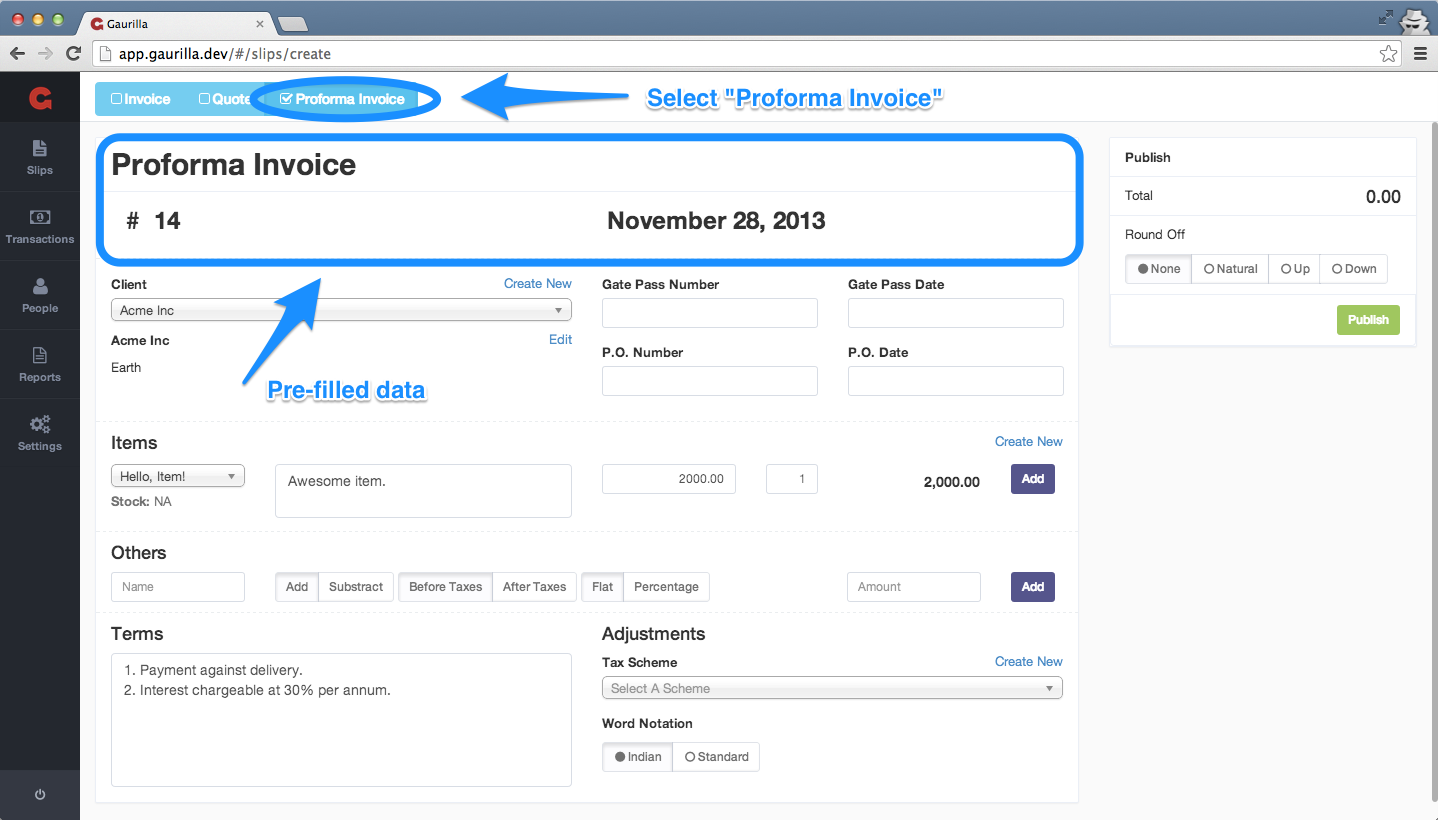 Gaurilla
app.gaurilla.dev/#/slips/create
Invoice Quote Proforma Invoice
Select "Proforma Invoice"
Slips
Transactions
People
Reports
Settings
Proforma Invoice
# 14 November 28, 2013
Pre-filled data
Client Create New
Acme Inc
Acme Inc Edit
Earth
Gate Pass Number Gate Pass Date
P.O. Number P.O. Date
Items Create New
Hello, Item! Awesome item. 2000.00 1 2,000.00 Add
Stock: NA
Others
Name Add Substract Before Taxes After Taxes Flat Percentage Amount Add
Terms
1. Payment against delivery.
2. Interest chargeable at 30% per annum.
Adjustments
Tax Scheme Create New
Select A Scheme
Word Notation
Indian Standard
Publish
Total 0.00
Round Off
None Natural Up Down
Publish